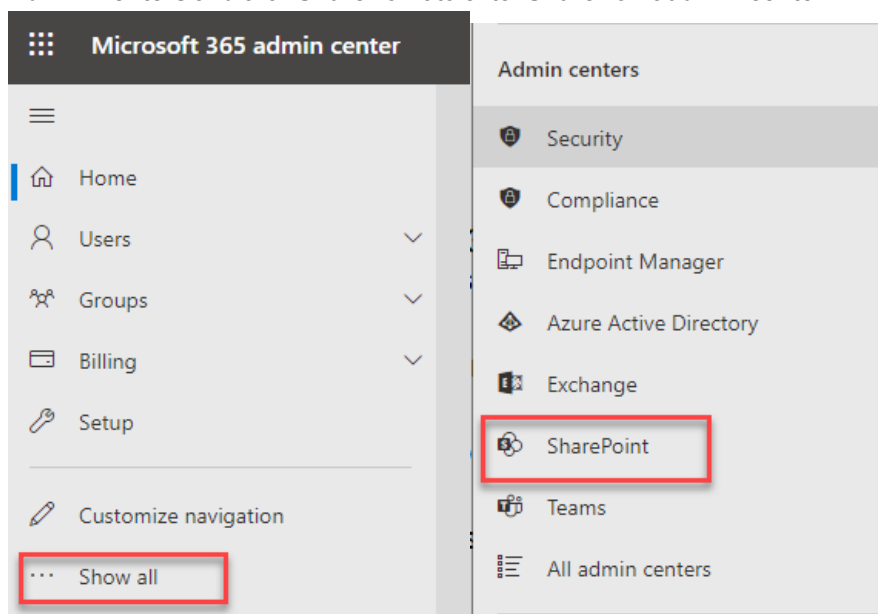 Microsoft 365 admin center
Home
Users
Groups
Billing
Setup
Customize navigation
Show all
Admin centers
Security
Compliance
Endpoint Manager
Azure Active Directory
Exchange
SharePoint
Teams
All admin centers